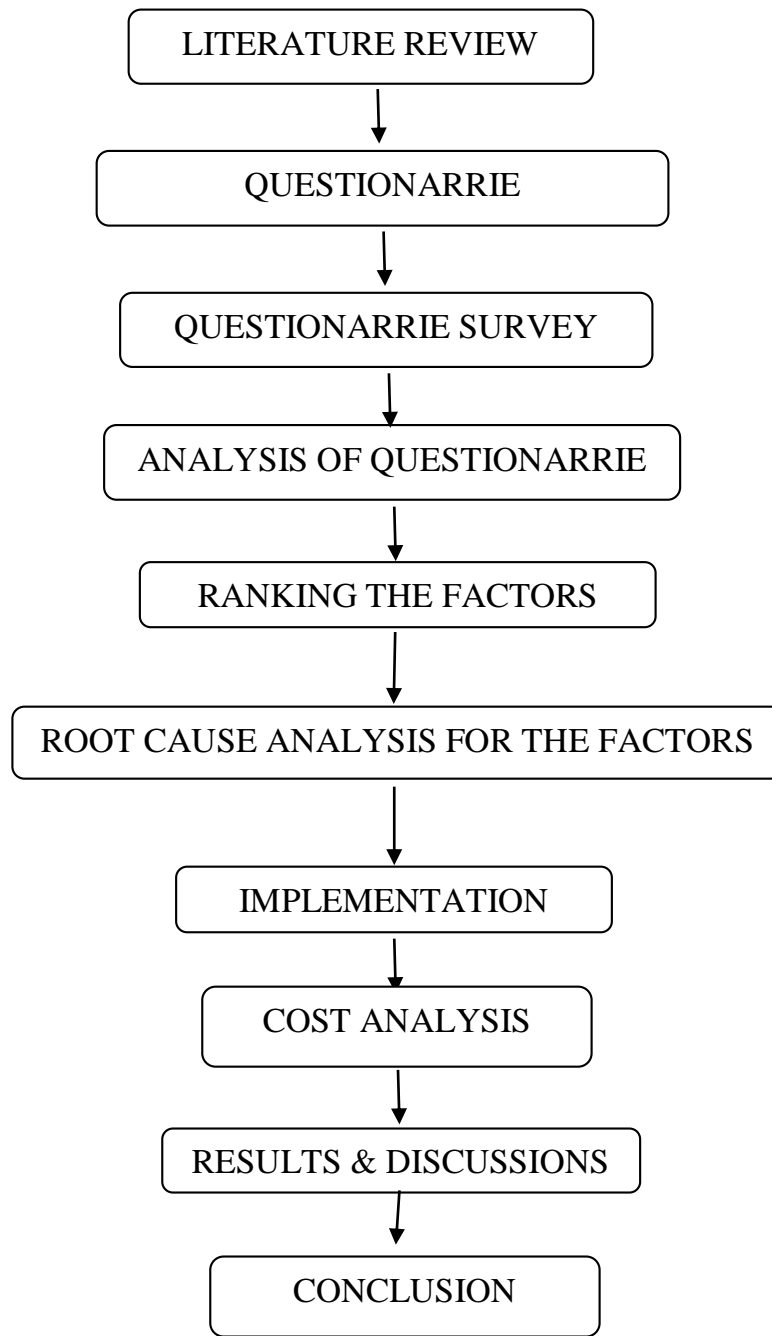 LITERATURE REVIEW
QUESTIONARRIE
QUESTIONARRIE SURVEY
ANALYSIS OF QUESTIONARRIE
RANKING THE FACTORS
ROOT CAUSE ANALYSIS FOR THE FACTORS
IMPLEMENTATION
COST ANALYSIS
RESULTS & DISCUSSIONS
CONCLUSION